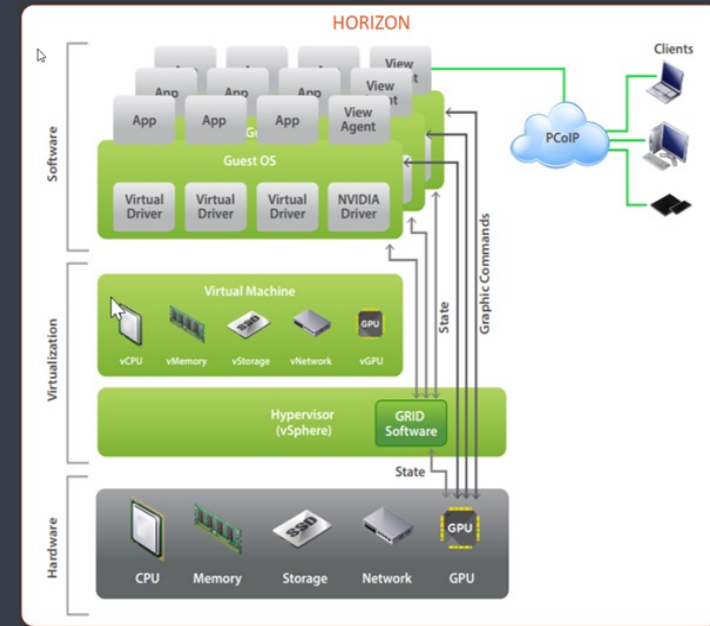 HORIZON
Clients
View
App
App
App
View
App
App
App
View
Agent
PCoIP
Guest OS
Virtual
Driver
Virtual
Driver
Virtual
Driver
NVIDIA
Driver
Software
Virtual Machine
GPU
vCPU
vMemory
vStorage
vNetwork
vGPU
State
Graphic Commands
Virtualization
Hypervisor
(vSphere)
GRID
Software
State
SSD
GPU
CPU
Memory
Storage
Network
GPU
Hardware